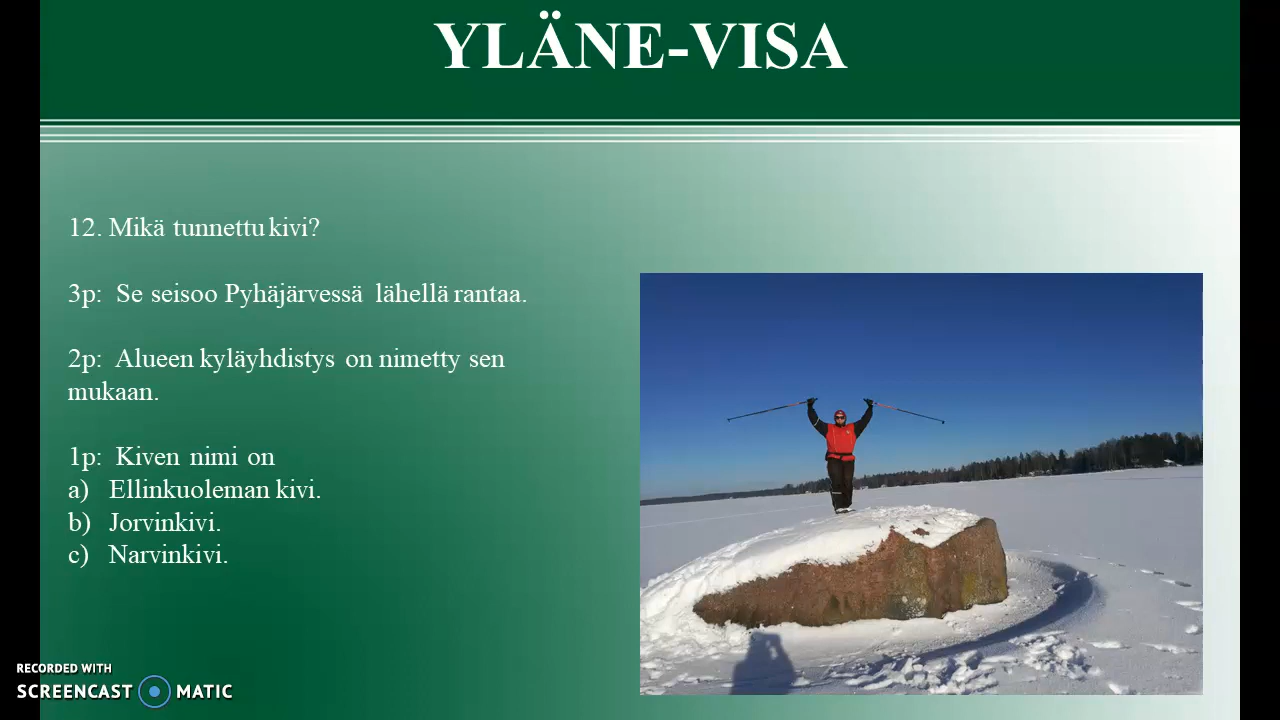 YLÄNE-VISA
12. Mikä tunnettu kivi?
3p: Se seisoo Pyhäjärvessä lähellä rantaa.
2p: Alueen kyläyhdistys on nimetty sen
mukaan.
1p: Kiven nimi on
a) Ellinkuoleman kivi.
b) Jorvinkivi.
c) Narvinkivi.
RECORDED WITH
SCREENCAST MATIC